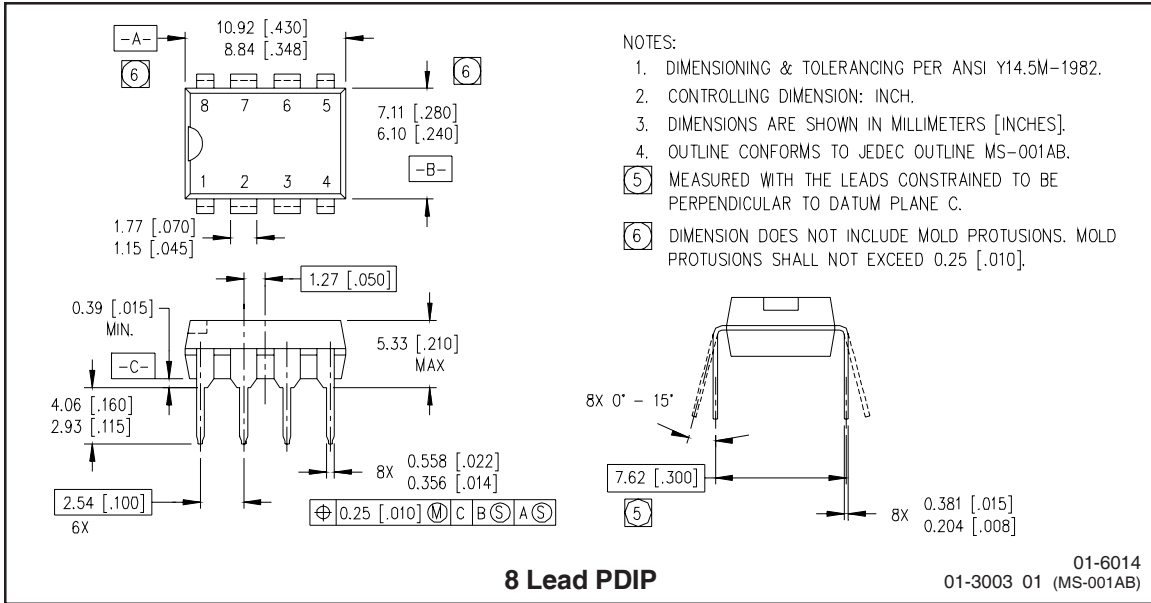 -A-
10.92 [.430]
8.84 [.348]
6
6
8 7 6 5
1 2 3 4
7.11 [.280]
6.10 [.240]
-B-
1.77 [.070]
1.15 [.045]
1.27 [.050]
0.39 [.015]
MIN.
-C-
5.33 [.210]
MAX
4.06 [.160]
2.93 [.115]
2.54 [.100]
6X
8X 0.558 [.022]
0.356 [.014]
⌖ 0.25 [.010] Ⓜ C B Ⓢ A Ⓢ
NOTES:
1. DIMENSIONING & TOLERANCING PER ANSI Y14.5M-1982.
2. CONTROLLING DIMENSION: INCH.
3. DIMENSIONS ARE SHOWN IN MILLIMETERS [INCHES].
4. OUTLINE CONFORMS TO JEDEC OUTLINE MS-001AB.
5 MEASURED WITH THE LEADS CONSTRAINED TO BE
PERPENDICULAR TO DATUM PLANE C.
6 DIMENSION DOES NOT INCLUDE MOLD PROTUSIONS. MOLD
PROTUSIONS SHALL NOT EXCEED 0.25 [.010].
8X 0° - 15°
7.62 [.300]
5
8X 0.381 [.015]
0.204 [.008]
8 Lead PDIP
01-6014
01-3003 01 (MS-001AB)